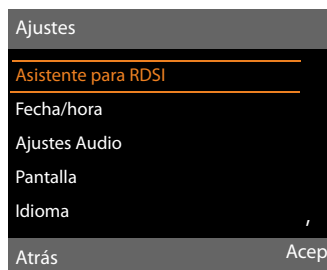 Ajustes
Asistente para RDSI
Fecha/hora
Ajustes Audio
Pantalla
Idioma
,
Atrás Acep